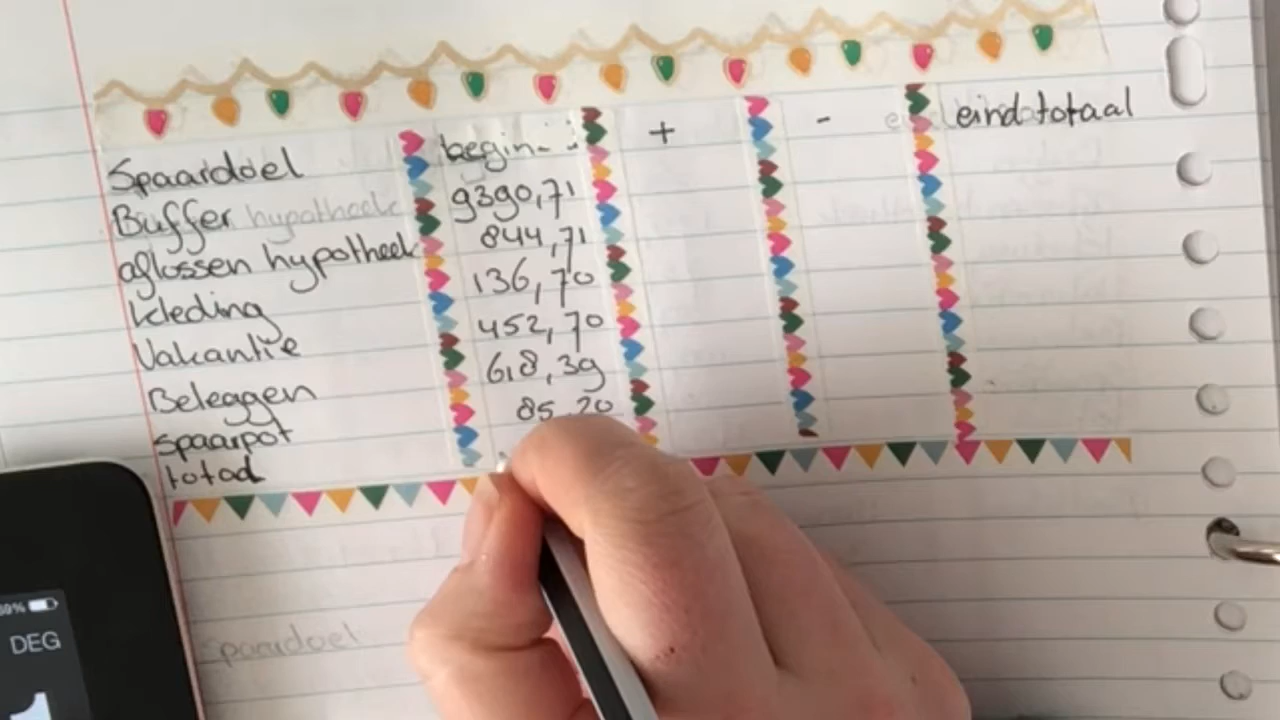 Spaardoel begin- + - eindtotaal
Buffer hypotheek 9390,71
aflossen hypotheek 844,71
kleding 136,70
Vakantie 452,70
Beleggen 618,39
spaarpot 85,20
totaal
spaardoel
69%
DEG